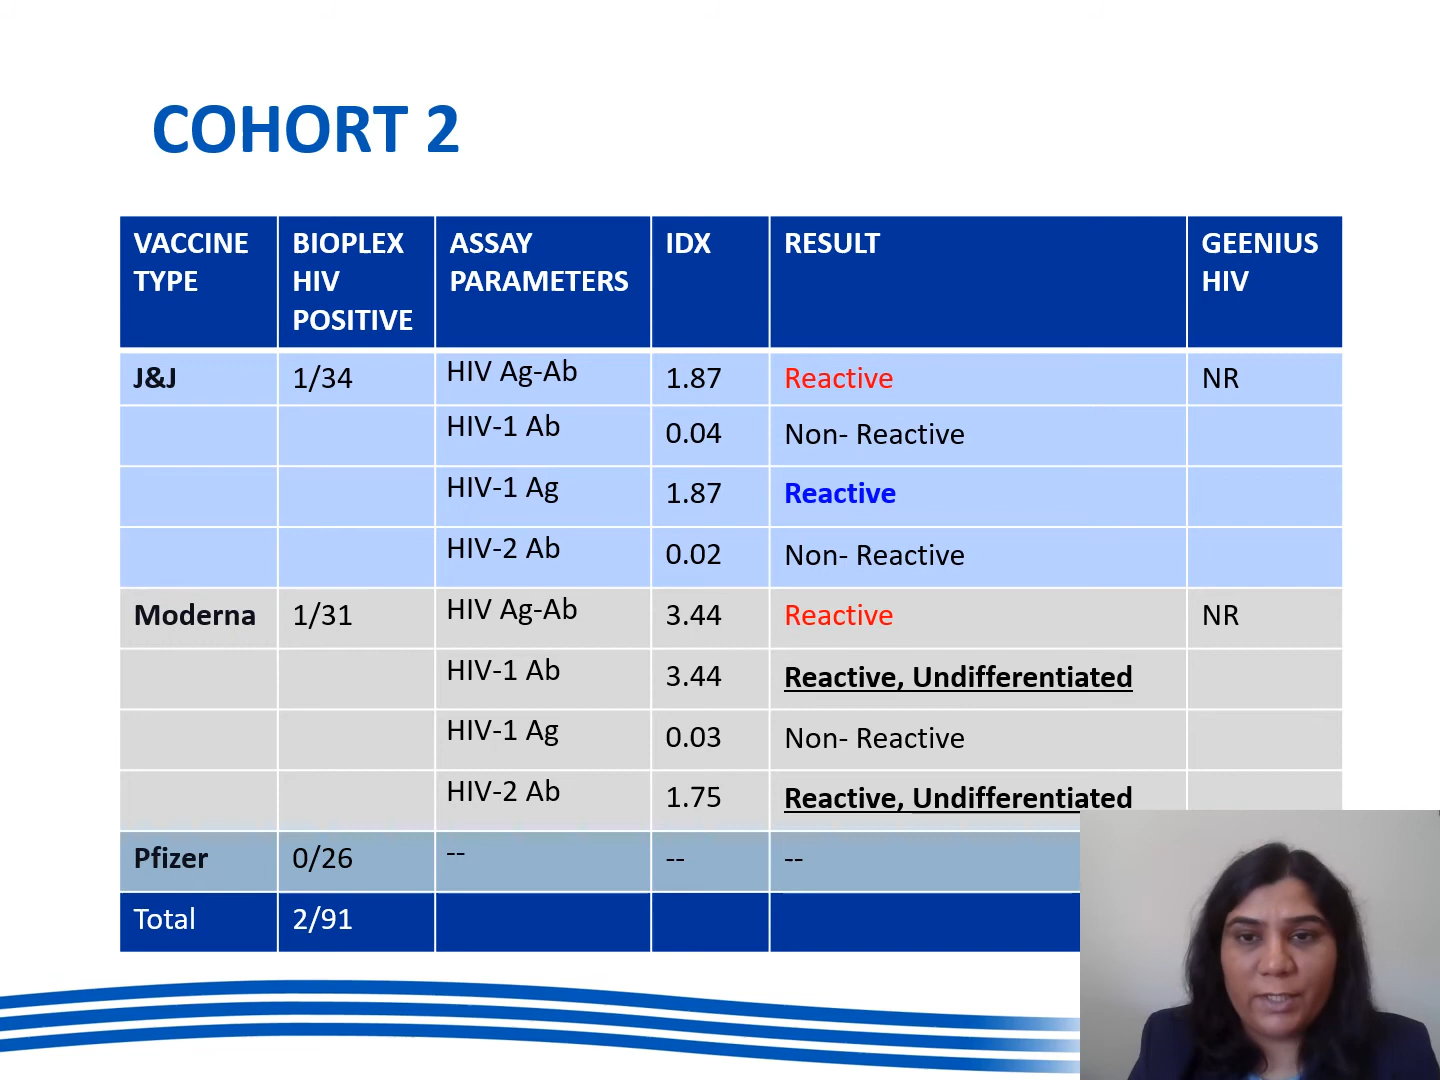 COHORT 2
VACCINE TYPE BIOPLEX HIV POSITIVE ASSAY PARAMETERS IDX RESULT GEENIUS HIV
J&J 1/34 HIV Ag-Ab 1.87 Reactive NR
HIV-1 Ab 0.04 Non- Reactive
HIV-1 Ag 1.87 Reactive
HIV-2 Ab 0.02 Non- Reactive
Moderna 1/31 HIV Ag-Ab 3.44 Reactive NR
HIV-1 Ab 3.44 Reactive, Undifferentiated
HIV-1 Ag 0.03 Non- Reactive
HIV-2 Ab 1.75 Reactive, Undifferentiated
Pfizer 0/26 -- -- --
Total 2/91